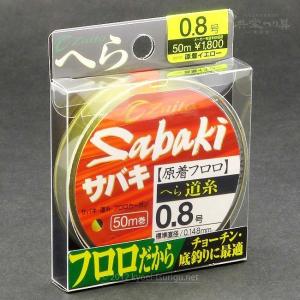 へら
0.8号
50m ¥1,800
原着イエロー
Sabaki
サバキ
【原着フロロ】
へら道糸
50m巻
0.8号
標準直径/0.148mm
フロロだから
チョーチン・
底釣りに最適